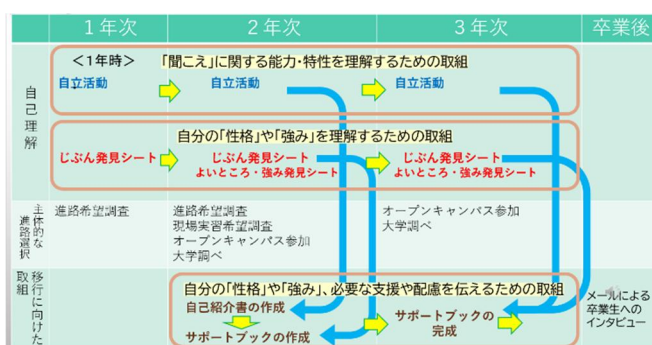 1年次
2年次
3年次
卒業後
自己理解
＜1年時＞
「聞こえ」に関する能力・特性を理解するための取組
自立活動
自立活動
自立活動
自分の「性格」や「強み」を理解するための取組
じぶん発見シート
じぶん発見シート
よいところ・強み発見シート
じぶん発見シート
よいところ・強み発見シート
主体的な
進路選択
進路希望調査
進路希望調査
現場実習希望調査
オープンキャンパス参加
大学調べ
オープンキャンパス参加
大学調べ
移行に向けた
取組
自分の「性格」や「強み」、必要な支援や配慮を伝えるための取組
自己紹介書の作成
サポートブックの作成
サポートブックの
完成
メールによる
卒業生への
インタビュー